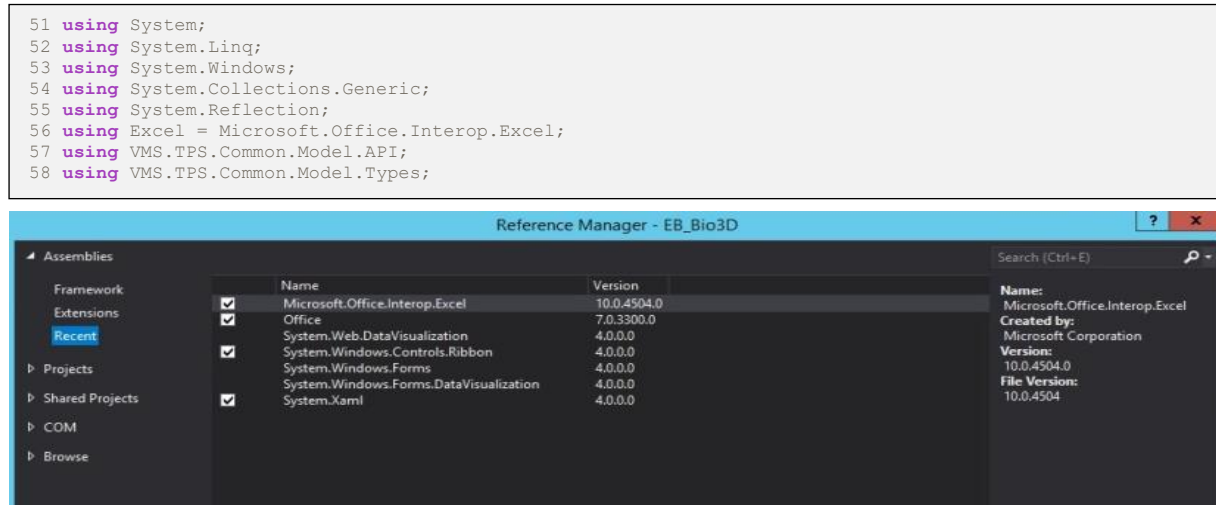 51 using System;
52 using System.Linq;
53 using System.Windows;
54 using System.Collections.Generic;
55 using System.Reflection;
56 using Excel = Microsoft.Office.Interop.Excel;
57 using VMS.TPS.Common.Model.API;
58 using VMS.TPS.Common.Model.Types;
Reference Manager - EB_Bio3D
? x
Assemblies
Framework
Extensions
Recent
Projects
Shared Projects
COM
Browse
Name Version
Microsoft.Office.Interop.Excel 10.0.4504.0
Office 7.0.3300.0
System.Web.DataVisualization 4.0.0.0
System.Windows.Controls.Ribbon 4.0.0.0
System.Windows.Forms 4.0.0.0
System.Windows.Forms.DataVisualization 4.0.0.0
System.Xaml 4.0.0.0
Search (Ctrl+E)
Name:
Microsoft.Office.Interop.Excel
Created by:
Microsoft Corporation
Version:
10.0.4504.0
File Version:
10.0.4504